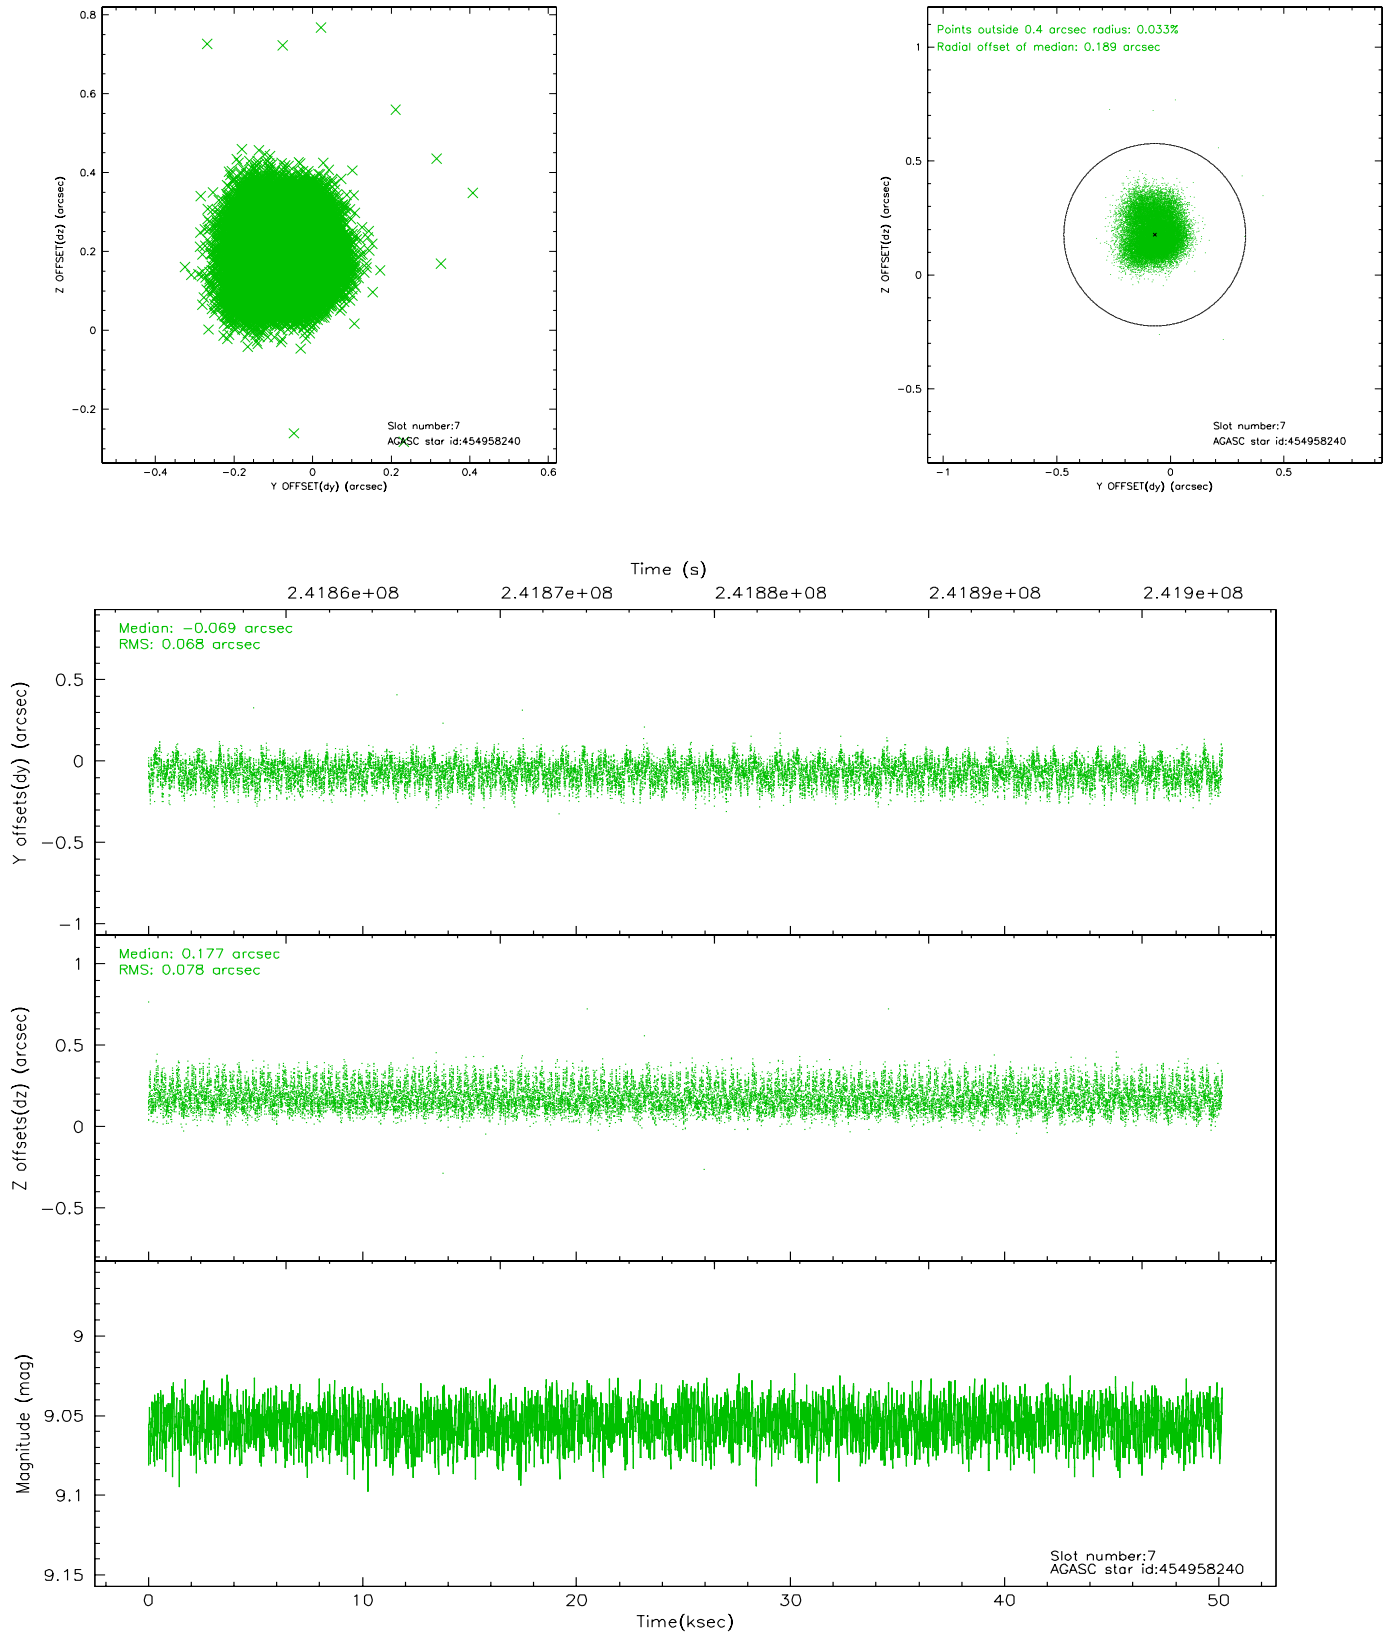 0.8
0.6
0.4
0.2
0
−0.2
Z OFFSET(dz) (arcsec)
−0.4 −0.2 0 0.2 0.4 0.6
Y OFFSET(dy) (arcsec)
Slot number:7
AGASC star id:454958240
Points outside 0.4 arcsec radius: 0.033%
Radial offset of median: 0.189 arcsec
1
0.5
0
−0.5
Z OFFSET(dz) (arcsec)
−1 −0.5 0 0.5
Y OFFSET(dy) (arcsec)
Slot number:7
AGASC star id:454958240
Time (s)
2.4186e+08 2.4187e+08 2.4188e+08 2.4189e+08 2.419e+08
Median: −0.069 arcsec
RMS: 0.068 arcsec
0.5
0
−0.5
−1
Y offsets(dy) (arcsec)
Median: 0.177 arcsec
RMS: 0.078 arcsec
1
0.5
0
−0.5
Z offsets(dz) (arcsec)
9
9.05
9.1
9.15
Magnitude (mag)
Slot number:7
AGASC star id:454958240
0 10 20 30 40 50
Time(ksec)